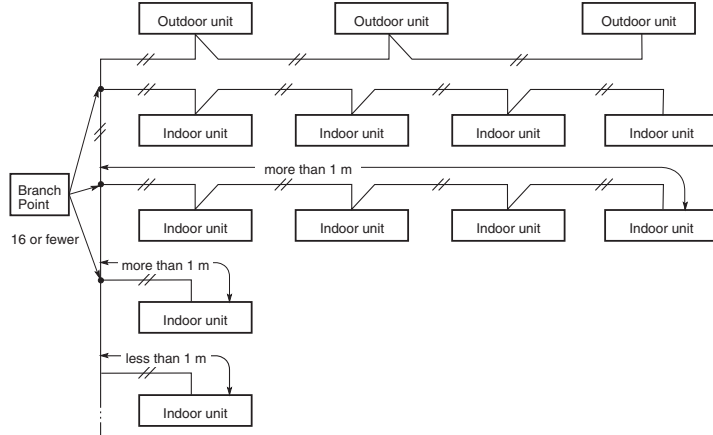 Outdoor unit Outdoor unit Outdoor unit
Indoor unit Indoor unit Indoor unit Indoor unit
more than 1 m
Branch
Point
Indoor unit Indoor unit Indoor unit Indoor unit
16 or fewer
more than 1 m
Indoor unit
less than 1 m
Indoor unit